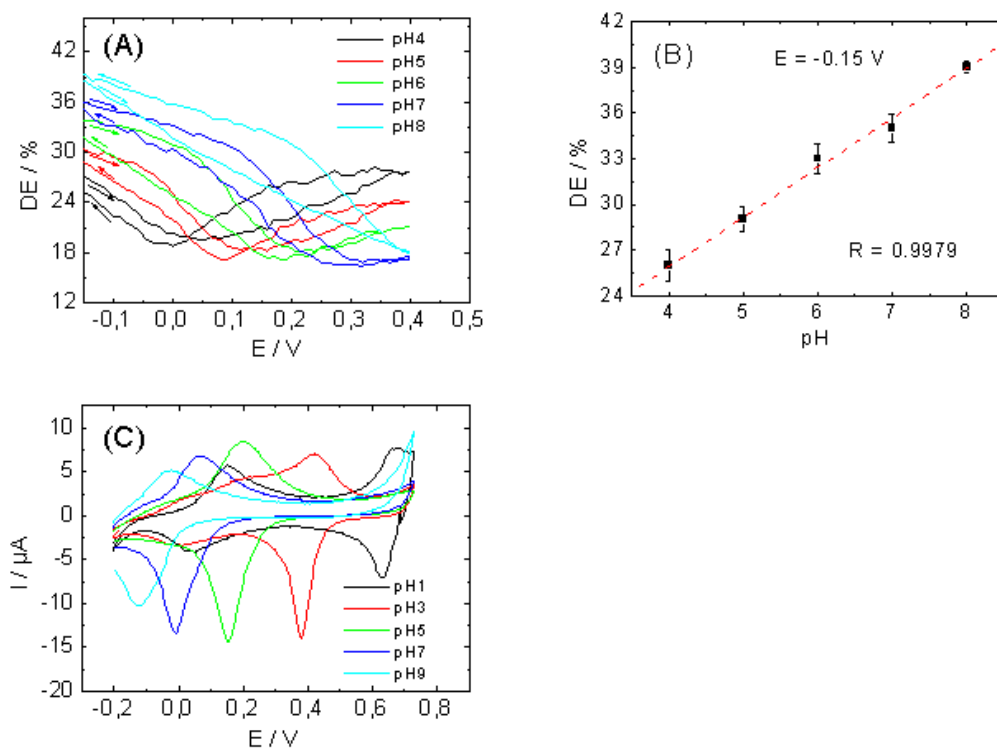 (A)
pH4
pH5
pH6
pH7
pH8
42
36
30
24
18
12
DE / %
-0,1 0,0 0,1 0,2 0,3 0,4 0,5
E / V
(B)
E = -0.15 V
R = 0.9979
39
36
33
30
27
24
DE / %
4 5 6 7 8
pH
(C)
10
5
0
-5
-10
-15
-20
I / µA
pH1
pH3
pH5
pH7
pH9
-0,2 0,0 0,2 0,4 0,6 0,8
E / V